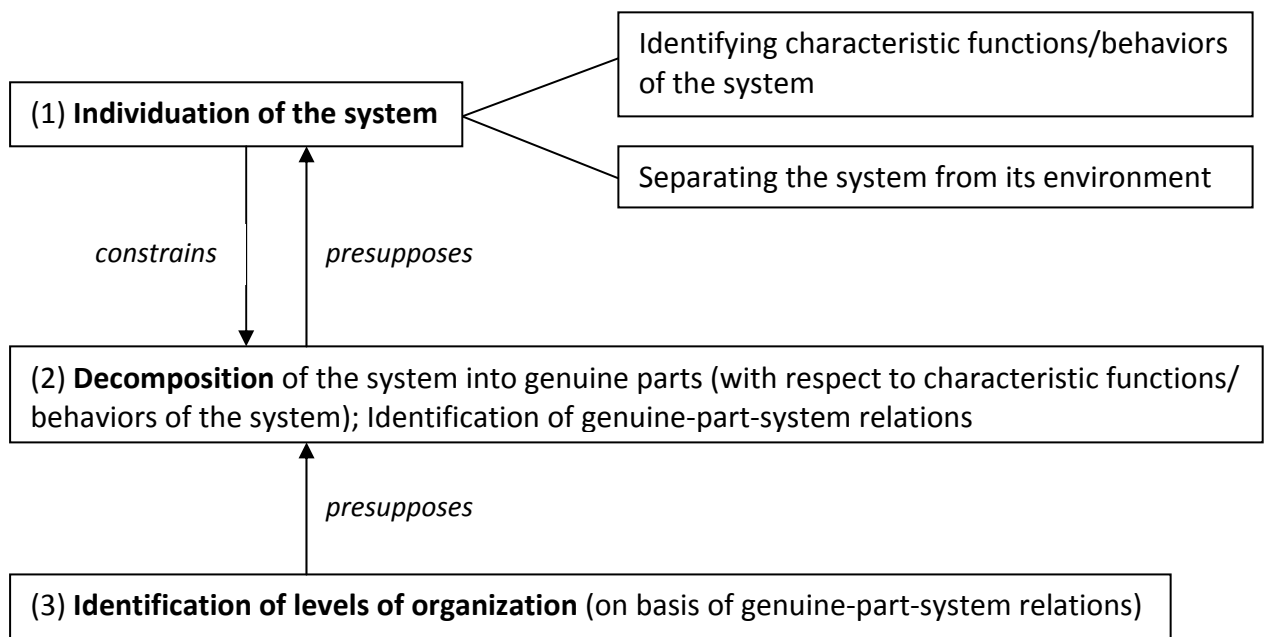 Identifying characteristic functions/behaviors
of the system
(1) Individuation of the system
Separating the system from its environment
constrains
presupposes
(2) Decomposition of the system into genuine parts (with respect to characteristic functions/
behaviors of the system); Identification of genuine-part-system relations
presupposes
(3) Identification of levels of organization (on basis of genuine-part-system relations)